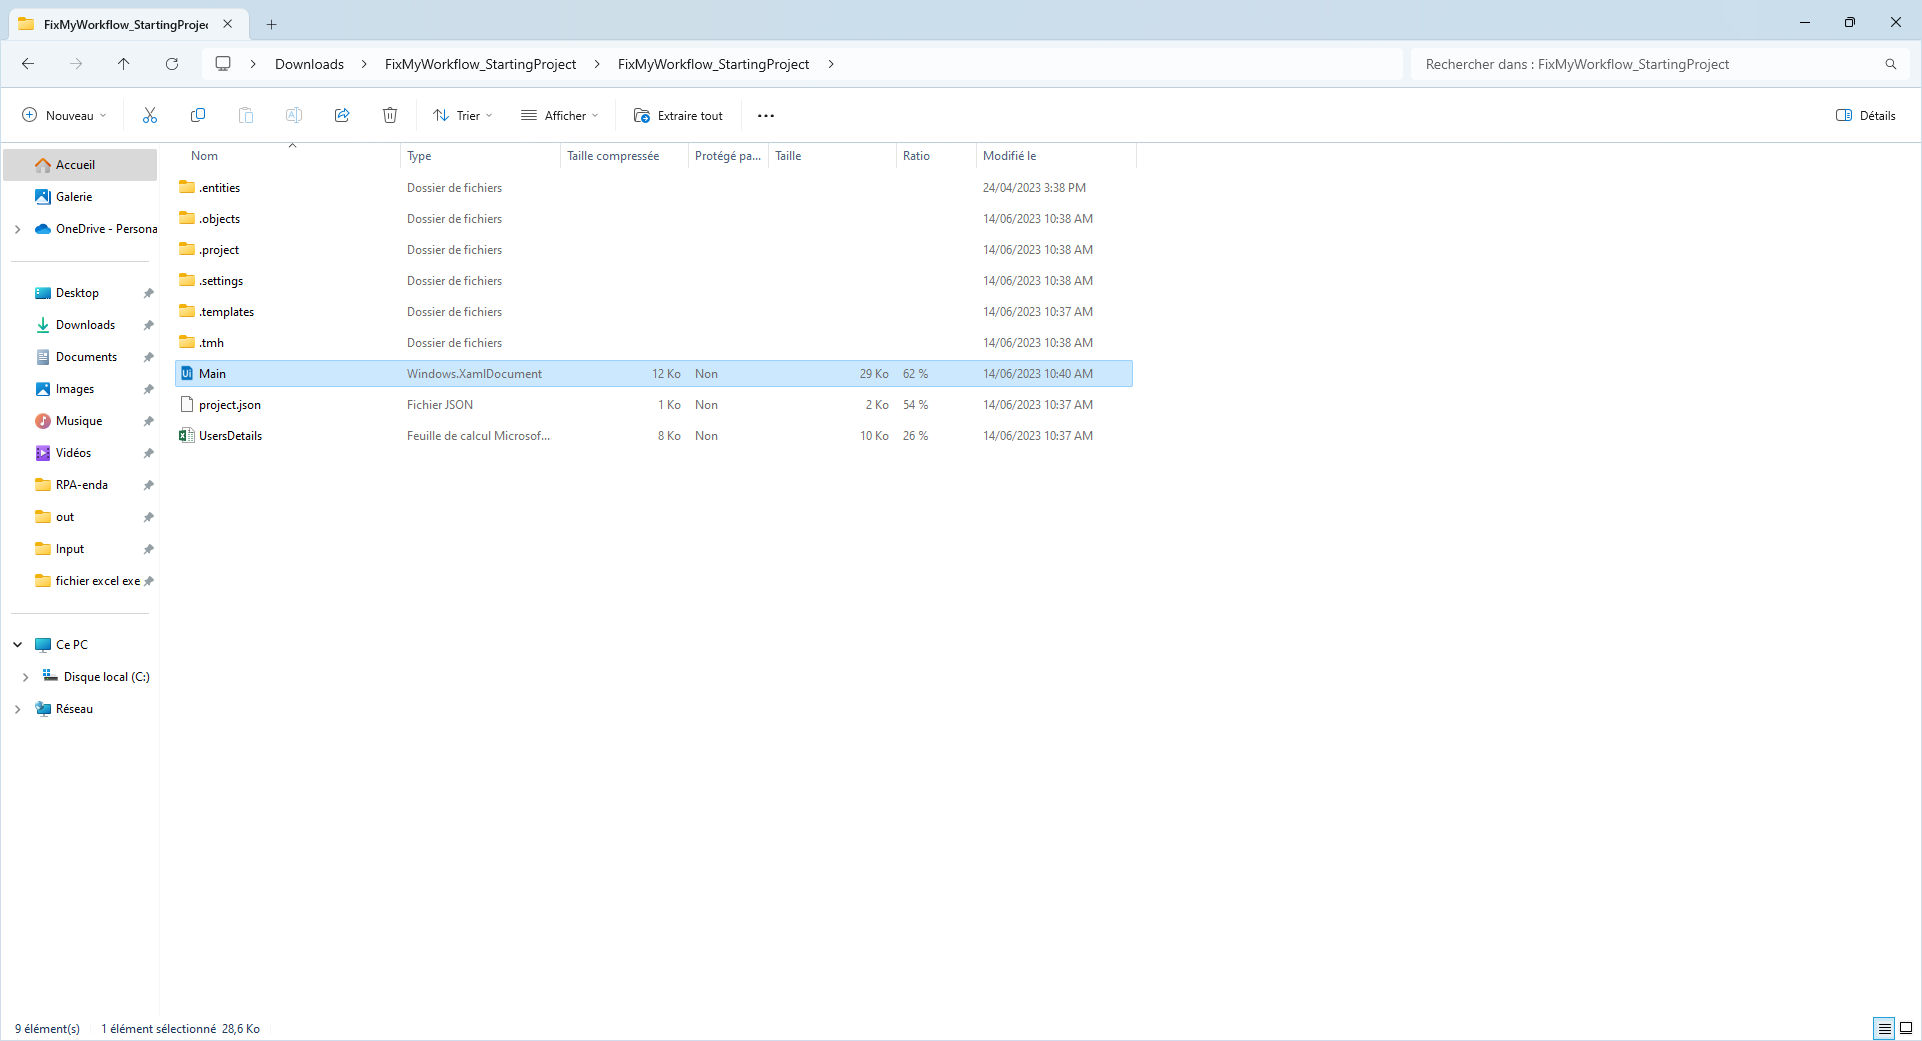 FixMyWorkflow_StartingProjec
Downloads > FixMyWorkflow_StartingProject > FixMyWorkflow_StartingProject >
Rechercher dans : FixMyWorkflow_StartingProject
Nouveau Trier Afficher Extraire tout ... Détails
Nom Type Taille compressée Protégé pa... Taille Ratio Modifié le
.entities Dossier de fichiers 24/04/2023 3:38 PM
.objects Dossier de fichiers 14/06/2023 10:38 AM
.project Dossier de fichiers 14/06/2023 10:38 AM
.settings Dossier de fichiers 14/06/2023 10:38 AM
.templates Dossier de fichiers 14/06/2023 10:37 AM
.tmh Dossier de fichiers 14/06/2023 10:38 AM
Main Windows.XamlDocument 12 Ko Non 29 Ko 62 % 14/06/2023 10:40 AM
project.json Fichier JSON 1 Ko Non 2 Ko 54 % 14/06/2023 10:37 AM
UsersDetails Feuille de calcul Microsof... 8 Ko Non 10 Ko 26 % 14/06/2023 10:37 AM
Accueil
Galerie
OneDrive - Persona
Desktop
Downloads
Documents
Images
Musique
Vidéos
RPA-enda
out
Input
fichier excel exe
Ce PC
Disque local (C:)
Réseau
9 élément(s) 1 élément sélectionné 28,6 Ko